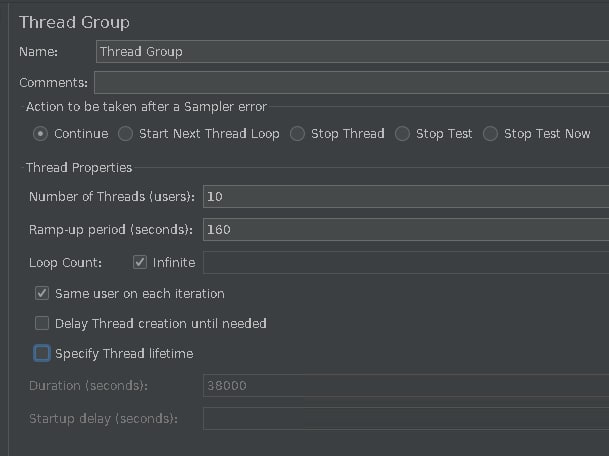 Thread Group
Name: Thread Group
Comments:
Action to be taken after a Sampler error
Continue Start Next Thread Loop Stop Thread Stop Test Stop Test Now
Thread Properties
Number of Threads (users): 10
Ramp-up period (seconds): 160
Loop Count: Infinite
Same user on each iteration
Delay Thread creation until needed
Specify Thread lifetime
Duration (seconds): 38000
Startup delay (seconds):